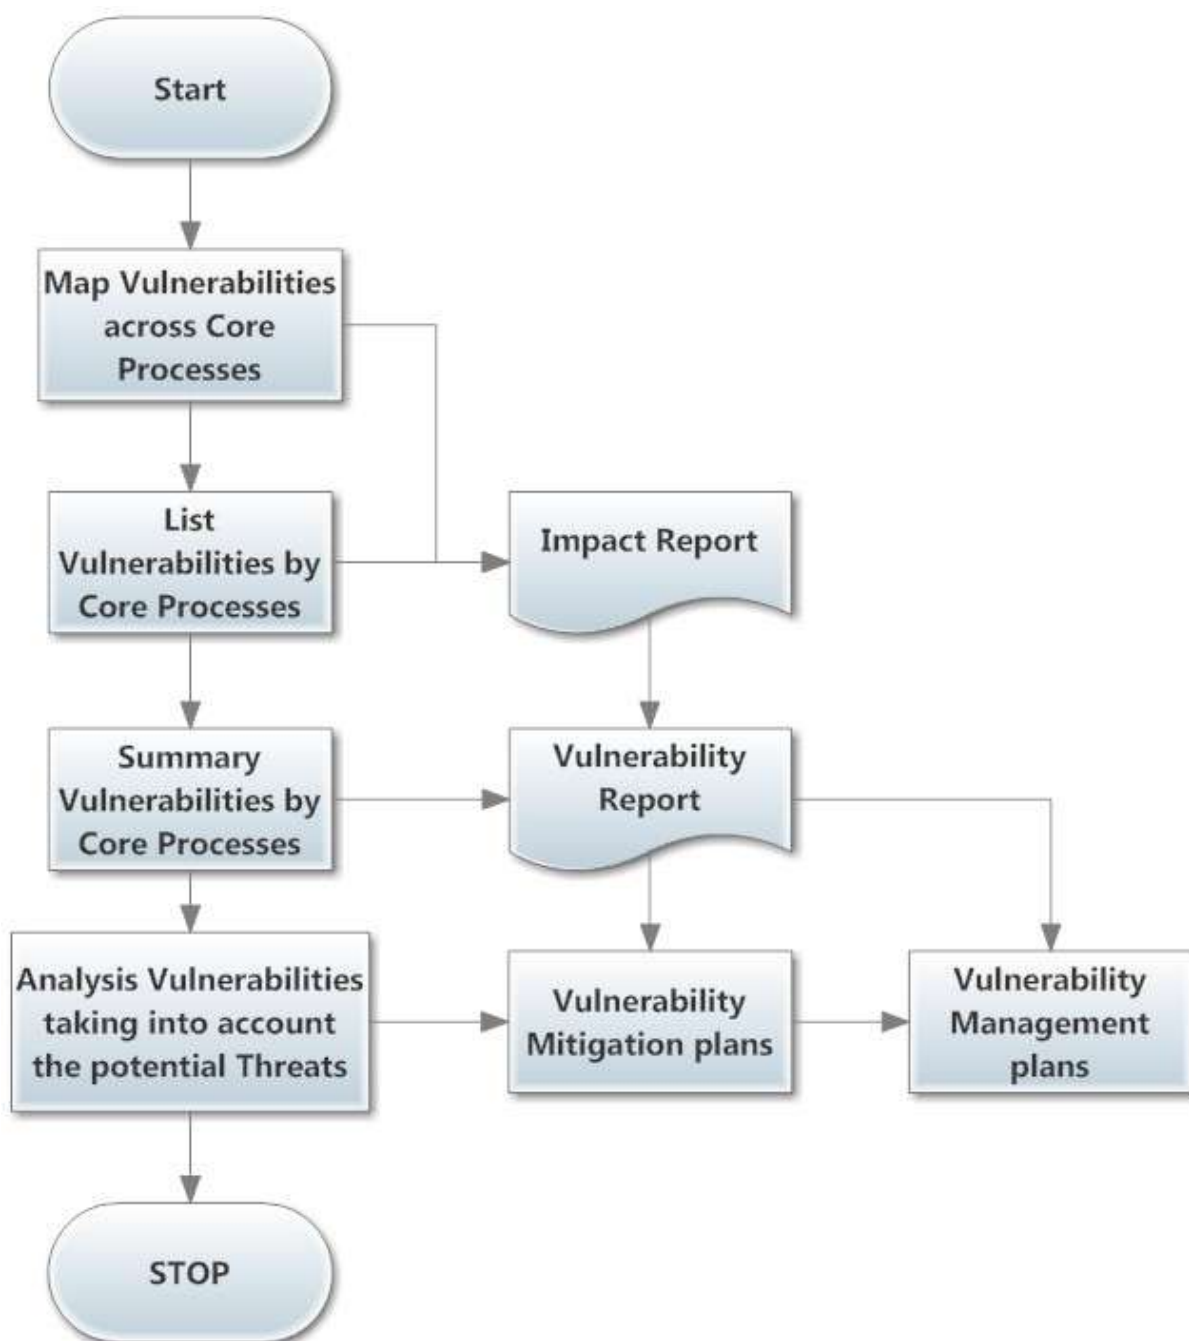 Start
Map Vulnerabilities
across Core
Processes
List
Vulnerabilities by
Core Processes
Impact Report
Summary
Vulnerabilities by
Core Processes
Vulnerability
Report
Analysis Vulnerabilities
taking into account
the potential Threats
Vulnerability
Mitigation plans
Vulnerability
Management
plans
STOP